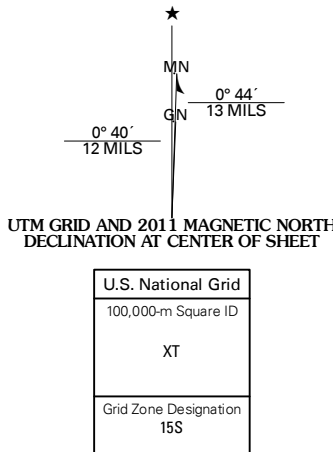 ★
MN
0° 44´
13 MILS
GN
0° 40´
12 MILS
UTM GRID AND 2011 MAGNETIC NORTH
DECLINATION AT CENTER OF SHEET
U.S. National Grid
100,000-m Square ID
XT
Grid Zone Designation
15S